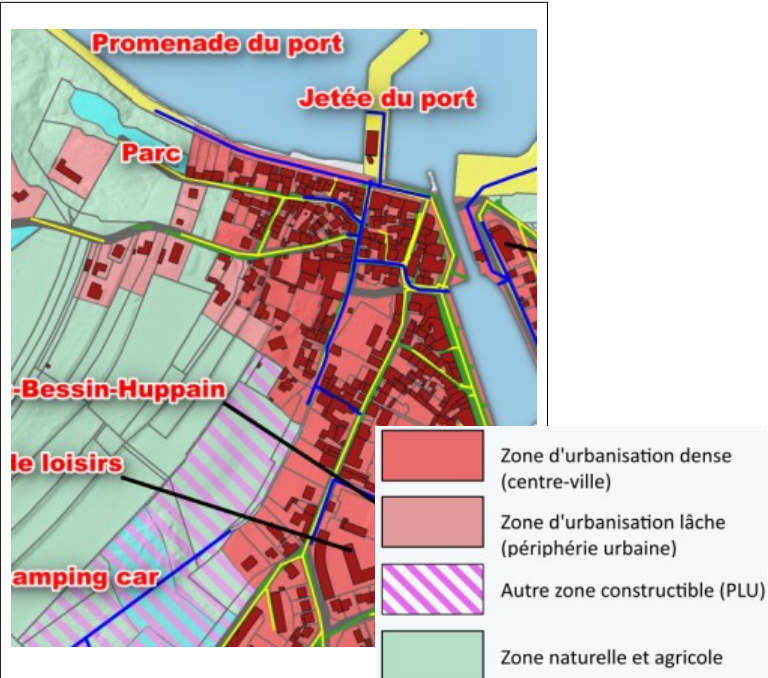 Promenade du port
Jetée du port
Parc
-Bessin-Huppain
le loisirs
amping car
Zone d'urbanisation dense
(centre-ville)
Zone d'urbanisation lâche
(périphérie urbaine)
Autre zone constructible (PLU)
Zone naturelle et agricole